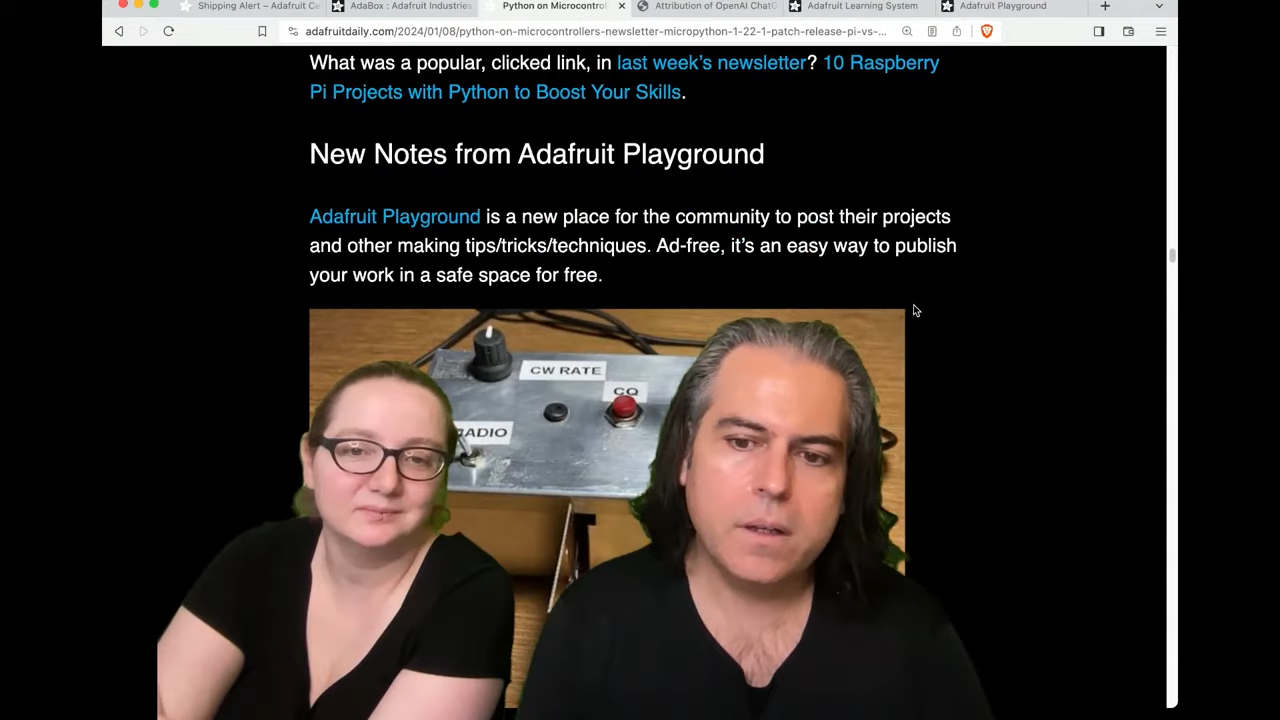 Shipping Alert – Adafruit Ce
AdaBox : Adafruit Industries,
Python on Microcontrol
Attribution of OpenAI ChatG
Adafruit Learning System
Adafruit Playground
adafruitdaily.com/2024/01/08/python-on-microcontrollers-newsletter-micropython-1-22-1-patch-release-pi-vs-...
What was a popular, clicked link, in last week's newsletter? 10 Raspberry
Pi Projects with Python to Boost Your Skills.
New Notes from Adafruit Playground
Adafruit Playground is a new place for the community to post their projects
and other making tips/tricks/techniques. Ad-free, it's an easy way to publish
your work in a safe space for free.
CW RATE
CQ
RADIO